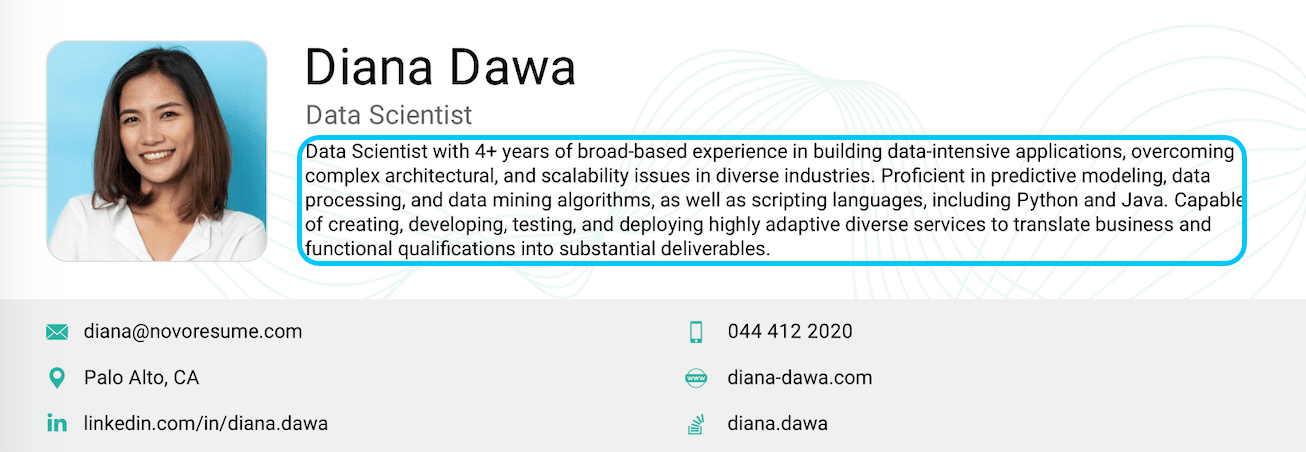 Diana Dawa
Data Scientist
Data Scientist with 4+ years of broad-based experience in building data-intensive applications, overcoming
complex architectural, and scalability issues in diverse industries. Proficient in predictive modeling, data
processing, and data mining algorithms, as well as scripting languages, including Python and Java. Capable
of creating, developing, testing, and deploying highly adaptive diverse services to translate business and
functional qualifications into substantial deliverables.
diana@novoresume.com
044 412 2020
Palo Alto, CA
www
diana-dawa.com
in
linkedin.com/in/diana.dawa
diana.dawa